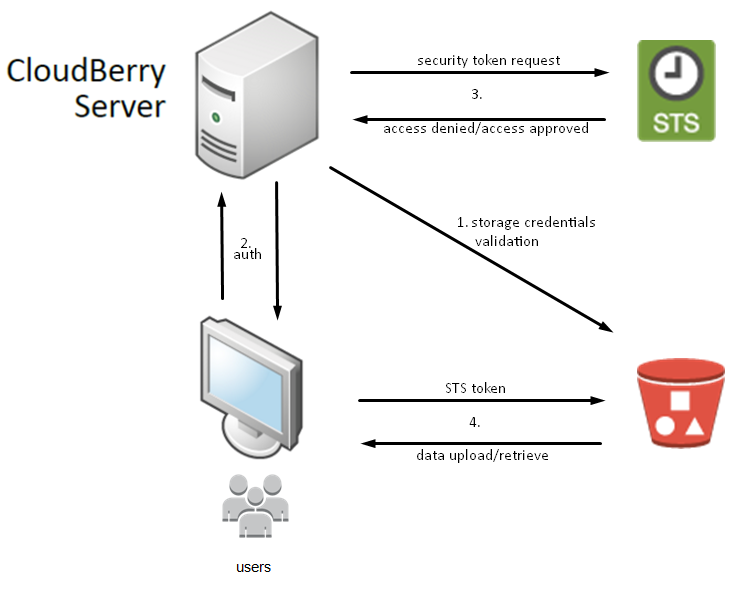 CloudBerry
Server
security token request
3.
access denied/access approved
STS
1. storage credentials
validation
2.
auth
STS token
4.
data upload/retrieve
users